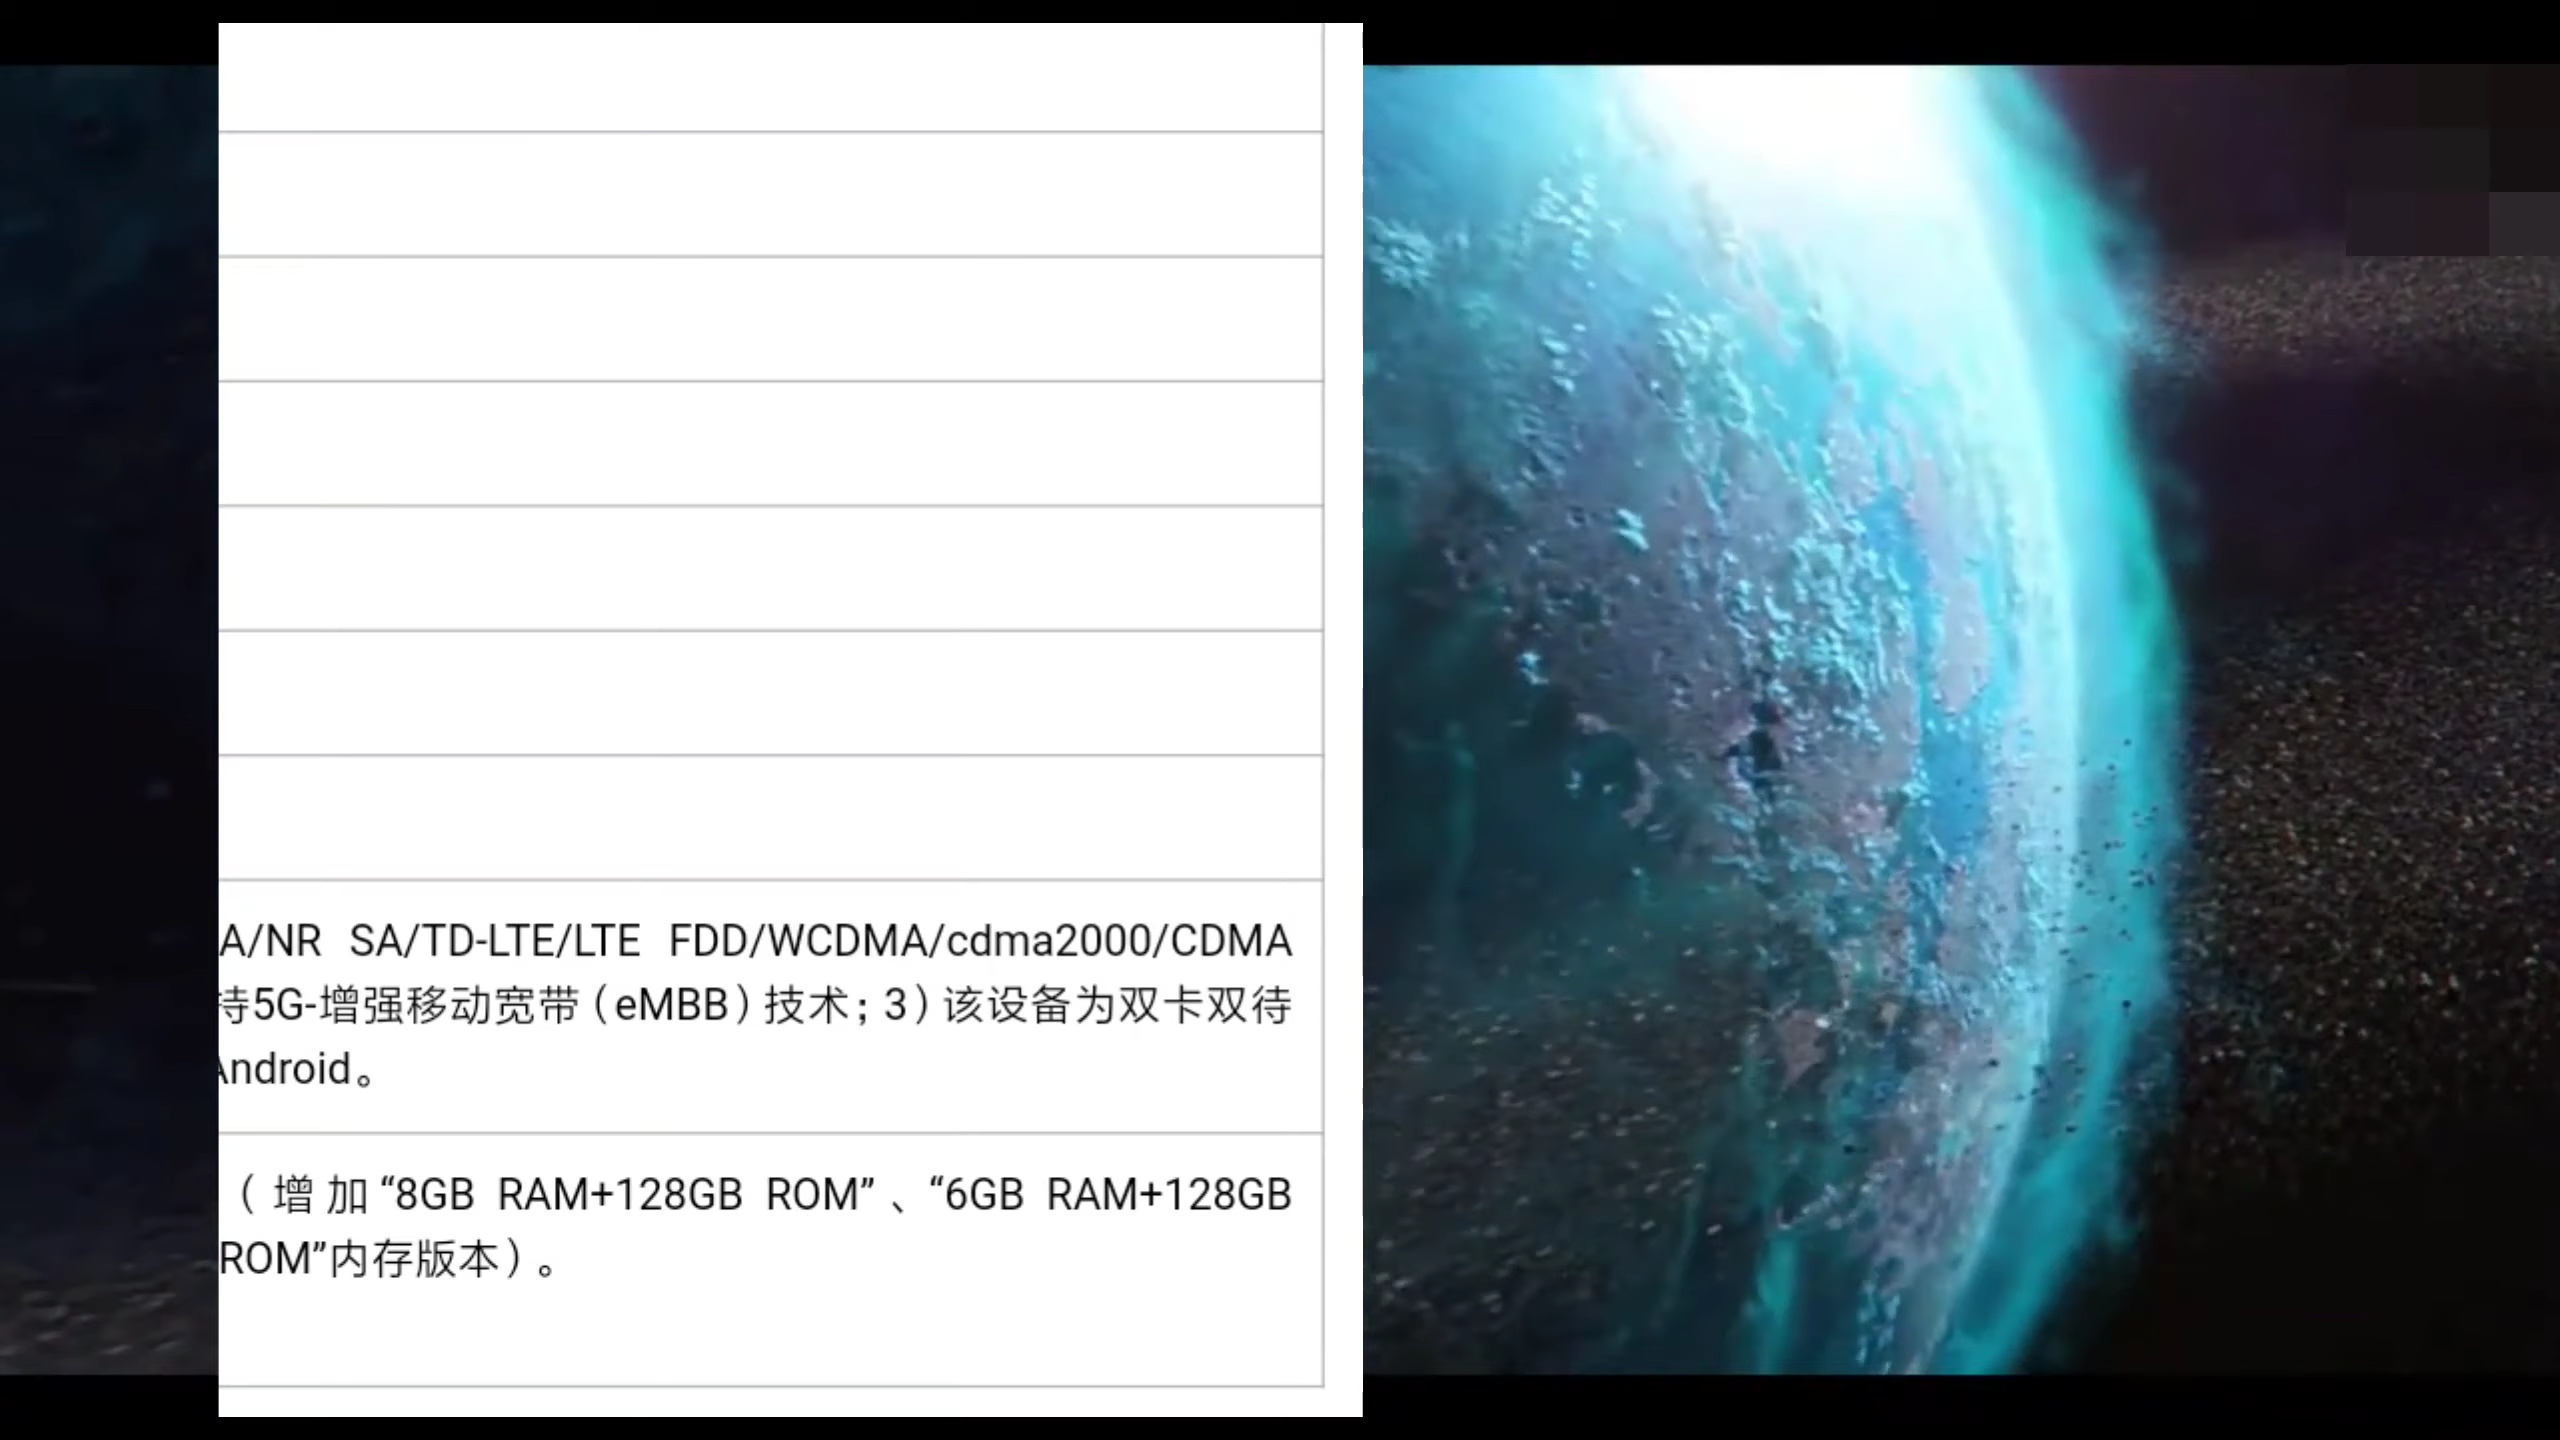 A/NR SA/TD-LTE/LTE FDD/WCDMA/cdma2000/CDMA
持5G-增强移动宽带（eMBB）技术；3）该设备为双卡双待
Android。
（增加“8GB RAM+128GB ROM”、“6GB RAM+128GB
ROM”内存版本）。